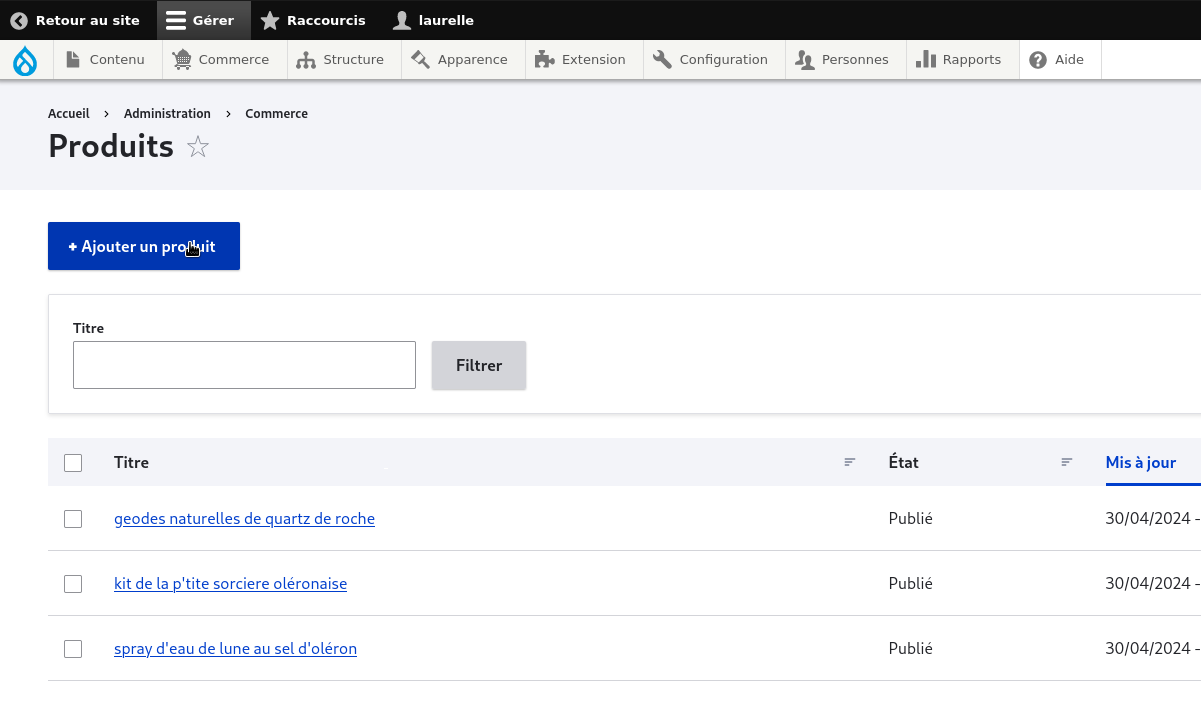 Retour au site Gérer Raccourcis laurelle
Contenu Commerce Structure Apparence Extension Configuration Personnes Rapports Aide
Accueil › Administration › Commerce
Produits
+ Ajouter un produit
Titre
Filtrer
Titre État Mis à jour
geodes naturelles de quartz de roche Publié 30/04/2024 -
kit de la p'tite sorciere oléronaise Publié 30/04/2024 -
spray d'eau de lune au sel d'oléron Publié 30/04/2024 -